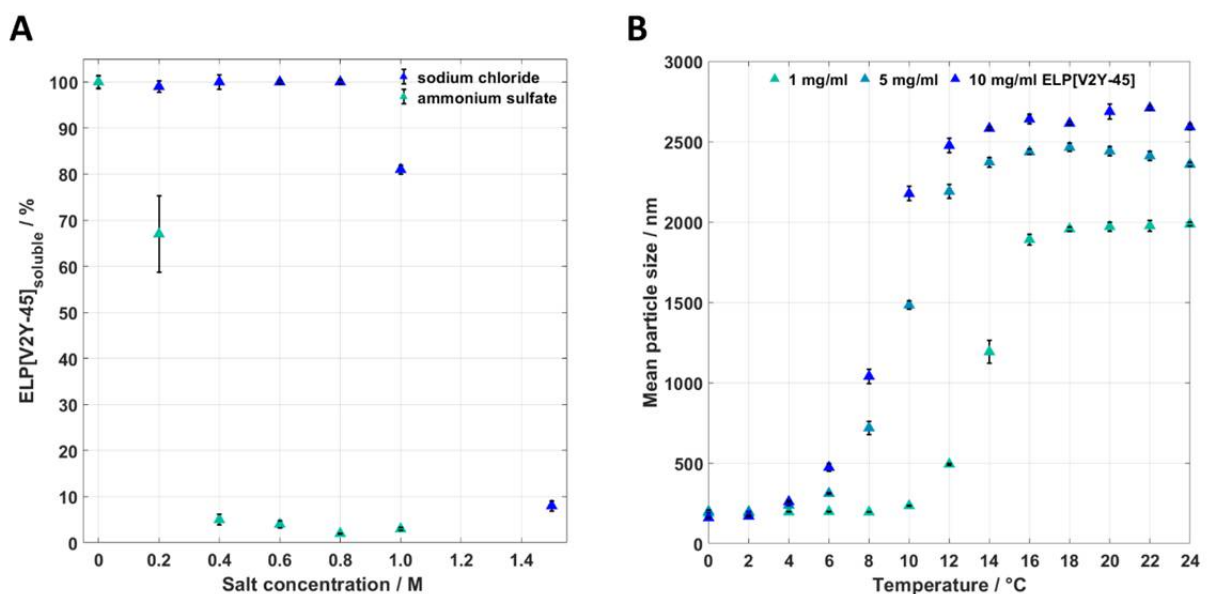 A
sodium chloride
ammonium sulfate
ELP[V2Y-45]soluble / %
100
90
80
70
60
50
40
30
20
10
0
0 0.2 0.4 0.6 0.8 1.0 1.2 1.4
Salt concentration / M
B
1 mg/ml 5 mg/ml 10 mg/ml ELP[V2Y-45]
Mean particle size / nm
3000
2500
2000
1500
1000
500
0
0 2 4 6 8 10 12 14 16 18 20 22 24
Temperature / °C